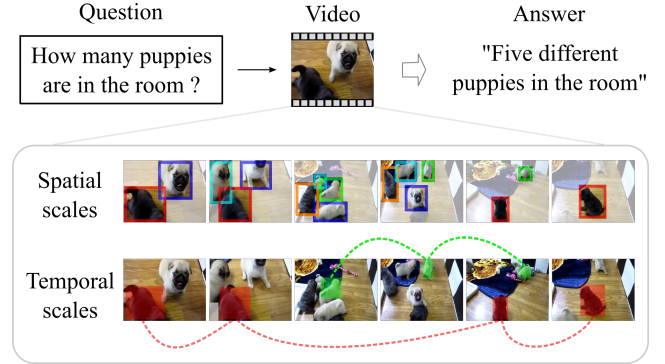 Question
Video
Answer
How many puppies
are in the room ?
"Five different
puppies in the room"
Spatial
scales
Temporal
scales